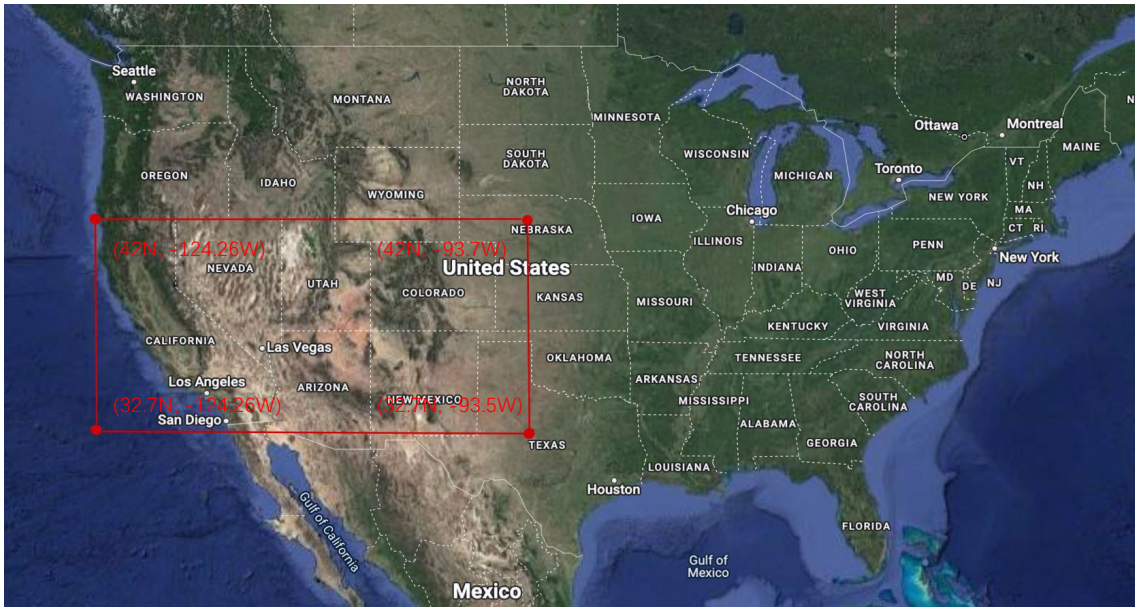 Seattle
WASHINGTON
MONTANA
NORTH
DAKOTA
MINNESOTA
Ottawa
Montreal
MAINE
SOUTH
DAKOTA
WISCONSIN
MICHIGAN
Toronto
VT
NH
OREGON
IDAHO
WYOMING
NEW YORK
MA
CT RI
IOWA
Chicago
NEBRASKA
ILLINOIS
INDIANA
OHIO
PENN
New York
(42N, -124.26W)
(42N, -93.7W)
NEVADA
UTAH
COLORADO
United States
KANSAS
MISSOURI
WEST
VIRGINIA
MD
DE
NJ
CALIFORNIA
Las Vegas
KENTUCKY
VIRGINIA
OKLAHOMA
TENNESSEE
NORTH
CAROLINA
Los Angeles
ARIZONA
NEW MEXICO
ARKANSAS
MISSISSIPPI
SOUTH
CAROLINA
(32.7N, -124.26W)
(32.7N, -93.5W)
San Diego
TEXAS
ALABAMA
GEORGIA
LOUISIANA
Houston
Gulf of California
FLORIDA
Gulf of
Mexico
Mexico